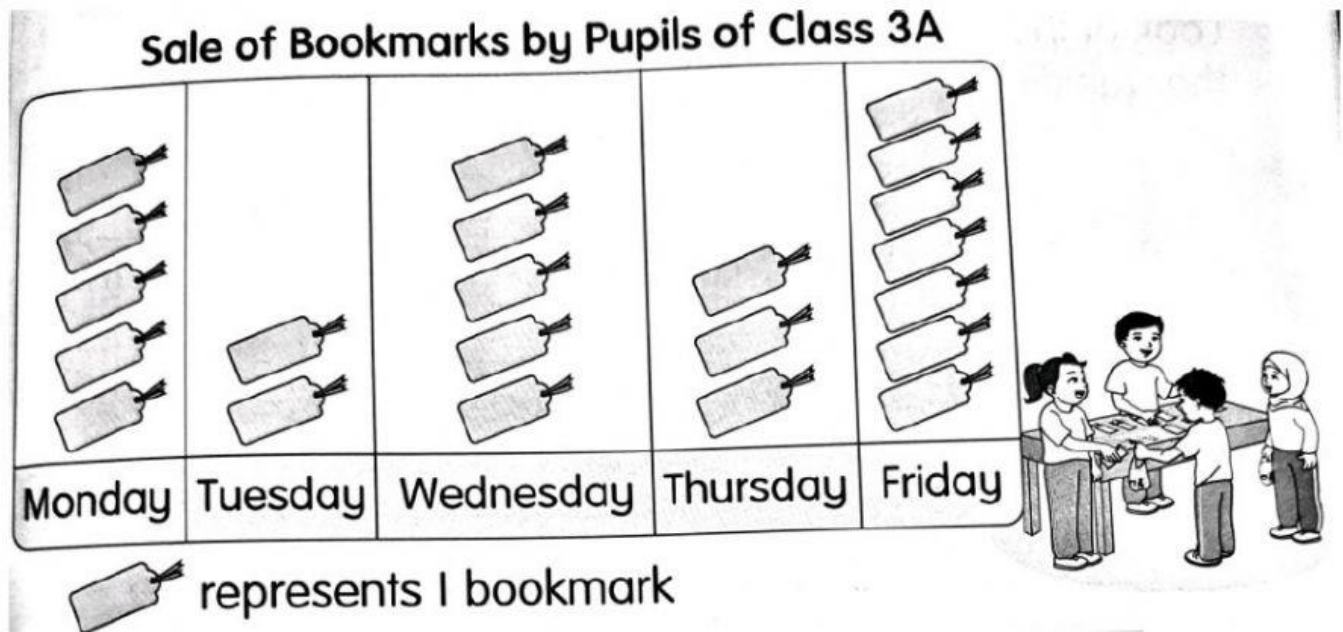 Sale of Bookmarks by Pupils of Class 3A
Monday Tuesday Wednesday Thursday Friday
represents 1 bookmark